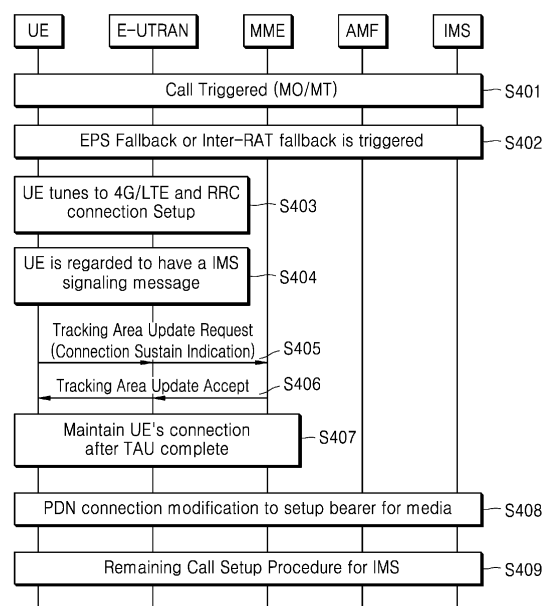 UE
E-UTRAN
MME
AMF
IMS
Call Triggered (MO/MT)
S401
EPS Fallback or Inter-RAT fallback is triggered
S402
UE tunes to 4G/LTE and RRC
connection Setup
S403
UE is regarded to have a IMS
signaling message
S404
Tracking Area Update Request
(Connection Sustain Indication)
S405
Tracking Area Update Accept
S406
Maintain UE's connection
after TAU complete
S407
PDN connection modification to setup bearer for media
S408
Remaining Call Setup Procedure for IMS
S409